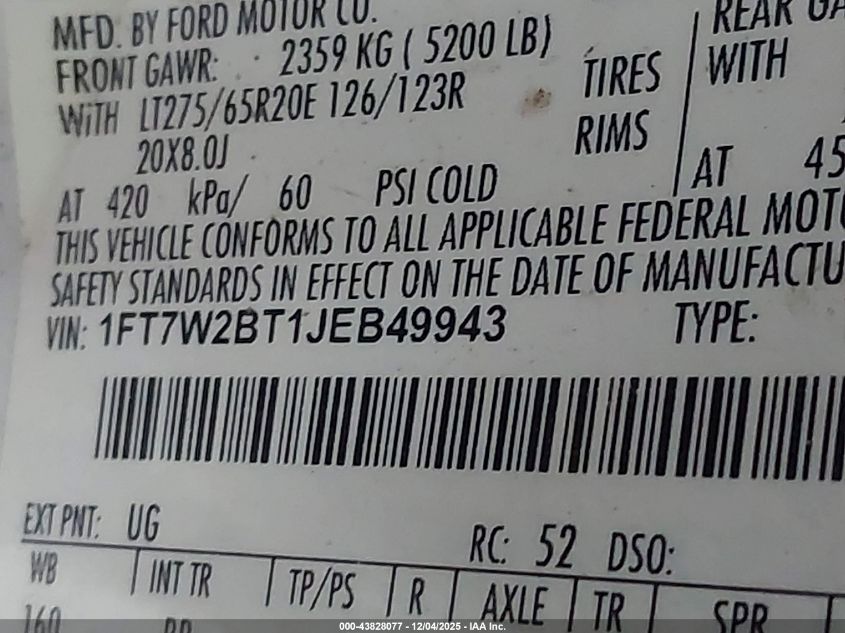 MFD. BY FORD MOTOR CO.
FRONT GAWR: 2359 KG ( 5200 LB)
WITH LT275/65R20E 126/123R TIRES
20X8.0J RIMS
AT 420 kPa/ 60 PSI COLD
REAR GA
WITH
AT 45
THIS VEHICLE CONFORMS TO ALL APPLICABLE FEDERAL MOT
SAFETY STANDARDS IN EFFECT ON THE DATE OF MANUFACTU
VIN: 1FT7W2BT1JEB49943 TYPE:
EXT PNT: UG RC: 52 DSO:
WB INT TR TP/PS R AXLE TR SPR
160
000-43828077 - 12/04/2025 - IAA Inc.